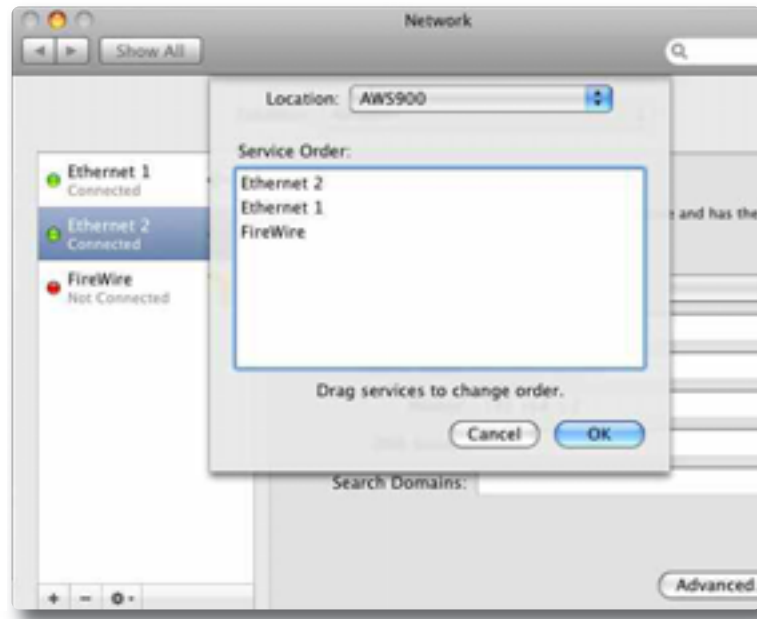 Network
Show All
Location: AWS900
Service Order:
Ethernet 2
Ethernet 1
FireWire
Drag services to change order.
Cancel OK
Ethernet 1
Connected
Ethernet 2
Connected
FireWire
Not Connected
and has the
Search Domains:
Advanced